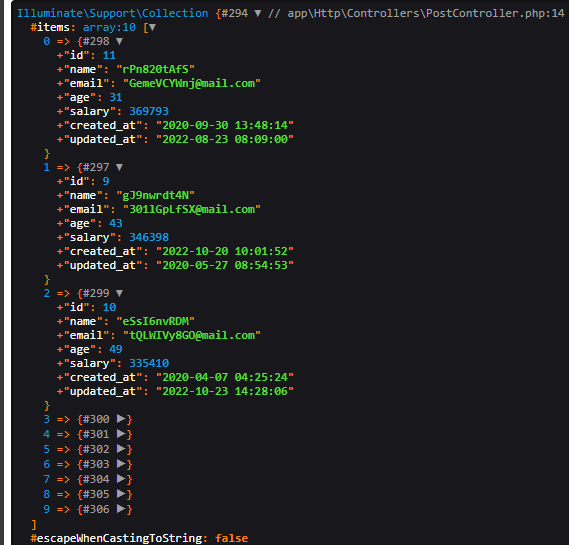 Illuminate\Support\Collection {#294 ▼ // app\Http\Controllers\PostController.php:14
#items: array:10 [▼
0 => {#298 ▼
+"id": 11
+"name": "rPn820tAfS"
+"email": "GemeVCYWnj@mail.com"
+"age": 31
+"salary": 369793
+"created_at": "2020-09-30 13:48:14"
+"updated_at": "2022-08-23 08:09:00"
}
1 => {#297 ▼
+"id": 9
+"name": "gJ9nwrdt4N"
+"email": "301lGpLfSX@mail.com"
+"age": 43
+"salary": 346398
+"created_at": "2022-10-20 10:01:52"
+"updated_at": "2020-05-27 08:54:53"
}
2 => {#299 ▼
+"id": 10
+"name": "eSsI6nvRDM"
+"email": "tQLWIVy8GO@mail.com"
+"age": 49
+"salary": 335410
+"created_at": "2020-04-07 04:25:24"
+"updated_at": "2022-10-23 14:28:06"
}
3 => {#300 ▶}
4 => {#301 ▶}
5 => {#302 ▶}
6 => {#303 ▶}
7 => {#304 ▶}
8 => {#305 ▶}
9 => {#306 ▶}
]
#escapeWhenCastingToString: false